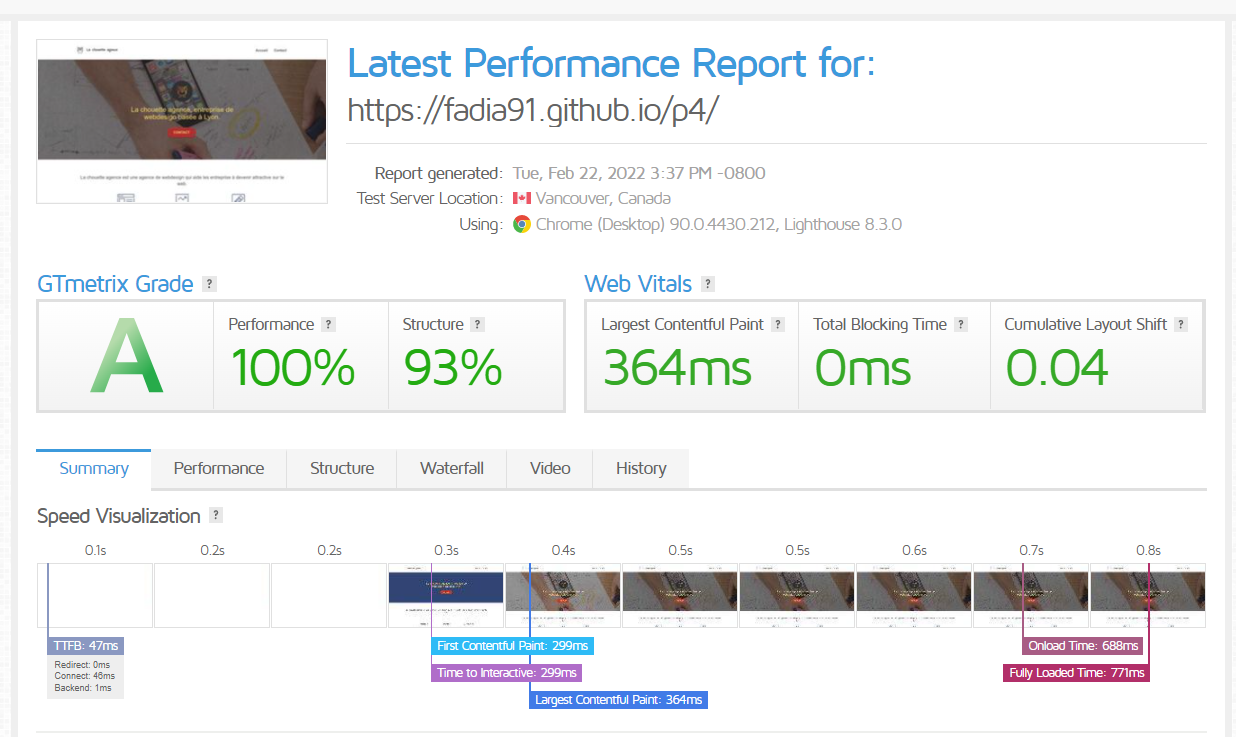 La chouette agence
Accueil Contact
La chouette agence, entreprise de
webdesign basée à Lyon.
La chouette agence est une agence de webdesign qui aide les entreprise à devenir attractive sur le
web.
Latest Performance Report for:
https://fadia91.github.io/p4/
Report generated: Tue, Feb 22, 2022 3:37 PM -0800
Test Server Location: Vancouver, Canada
Using: Chrome (Desktop) 90.0.4430.212, Lighthouse 8.3.0
GTmetrix Grade ?
Web Vitals ?
A
Performance ?
100%
Structure ?
93%
Largest Contentful Paint ?
364ms
Total Blocking Time ?
0ms
Cumulative Layout Shift ?
0.04
Summary Performance Structure Waterfall Video History
Speed Visualization ?
0.1s 0.2s 0.2s 0.3s 0.4s 0.5s 0.5s 0.6s 0.7s 0.8s
TTFB: 47ms
Redirect: 0ms
Connect: 46ms
Backend: 1ms
First Contentful Paint: 299ms
Time to Interactive: 299ms
Largest Contentful Paint: 364ms
Onload Time: 688ms
Fully Loaded Time: 771ms